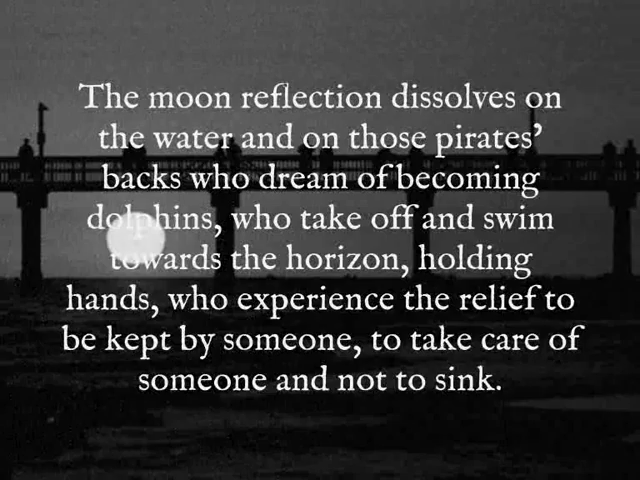 The moon reflection dissolves on
the water and on those pirates'
backs who dream of becoming
dolphins, who take off and swim
towards the horizon, holding
hands, who experience the relief to
be kept by someone, to take care of
someone and not to sink.